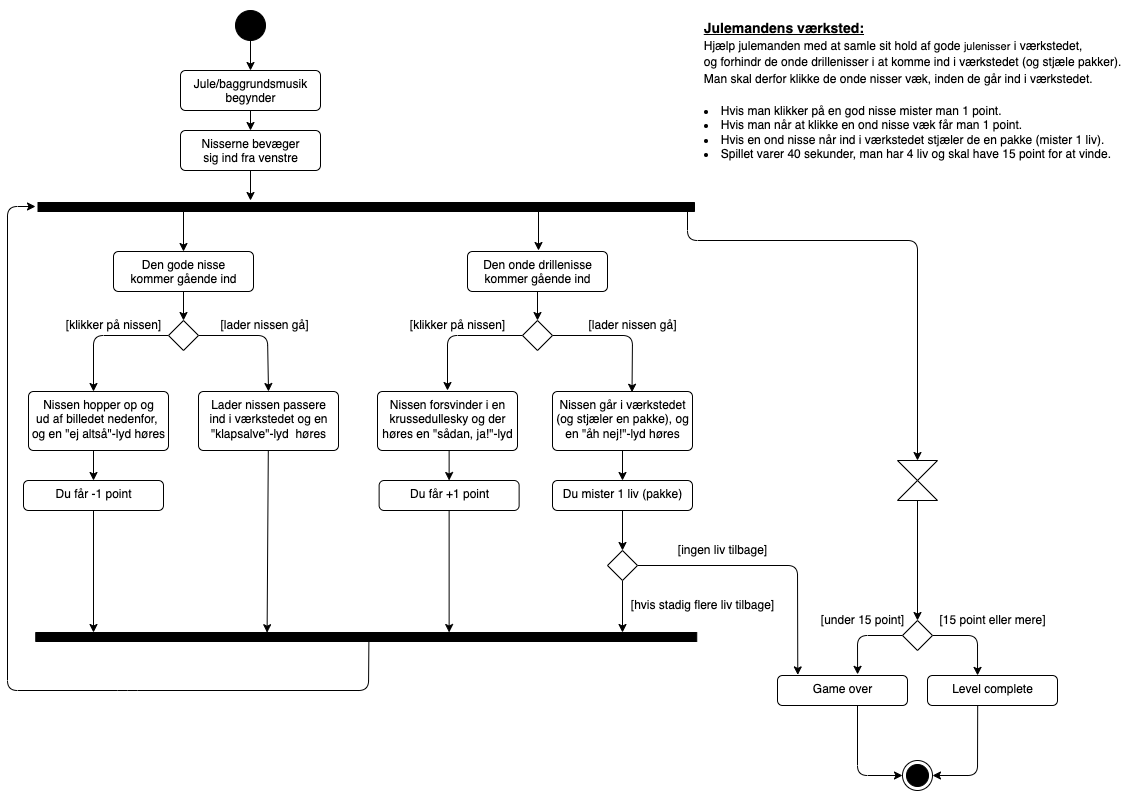 Julemandens værksted:
Hjælp julemanden med at samle sit hold af gode julenisser i værkstedet,
og forhindr de onde drillenisser i at komme ind i værkstedet (og stjæle pakker).
Man skal derfor klikke de onde nisser væk, inden de går ind i værkstedet.
• Hvis man klikker på en god nisse mister man 1 point.
• Hvis man når at klikke en ond nisse væk får man 1 point.
• Hvis en ond nisse når ind i værkstedet stjæler de en pakke (mister 1 liv).
• Spillet varer 40 sekunder, man har 4 liv og skal have 15 point for at vinde.
Jule/baggrundsmusik
begynder
Nisserne bevæger
sig ind fra venstre
Den gode nisse
kommer gående ind
Den onde drillenisse
kommer gående ind
[klikker på nissen]
[lader nissen gå]
[klikker på nissen]
[lader nissen gå]
Nissen hopper op og
ud af billedet nedenfor,
og en "ej altså"-lyd høres
Lader nissen passere
ind i værkstedet og en
"klapsalve"-lyd høres
Nissen forsvinder i en
krussedullesky og der
høres en "sådan, ja!"-lyd
Nissen går i værkstedet
(og stjæler en pakke), og
en "åh nej!"-lyd høres
Du får -1 point
Du får +1 point
Du mister 1 liv (pakke)
[ingen liv tilbage]
[hvis stadig flere liv tilbage]
[under 15 point]
[15 point eller mere]
Game over
Level complete